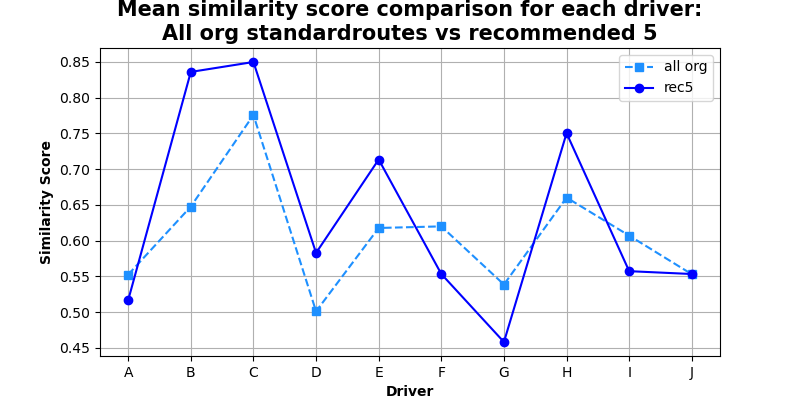 Mean similarity score comparison for each driver:
All org standardroutes vs recommended 5
all org
rec5
Similarity Score
0.85
0.80
0.75
0.70
0.65
0.60
0.55
0.50
0.45
A B C D E F G H I J
Driver